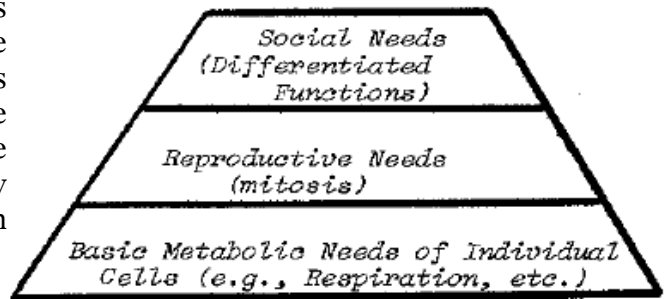 s
e
s
e
e
y
n
Social Needs
(Differentiated
Functions)
Reproductive Needs
(mitosis)
Basic Metabolic Needs of Individual
Cells (e.g., Respiration, etc.)